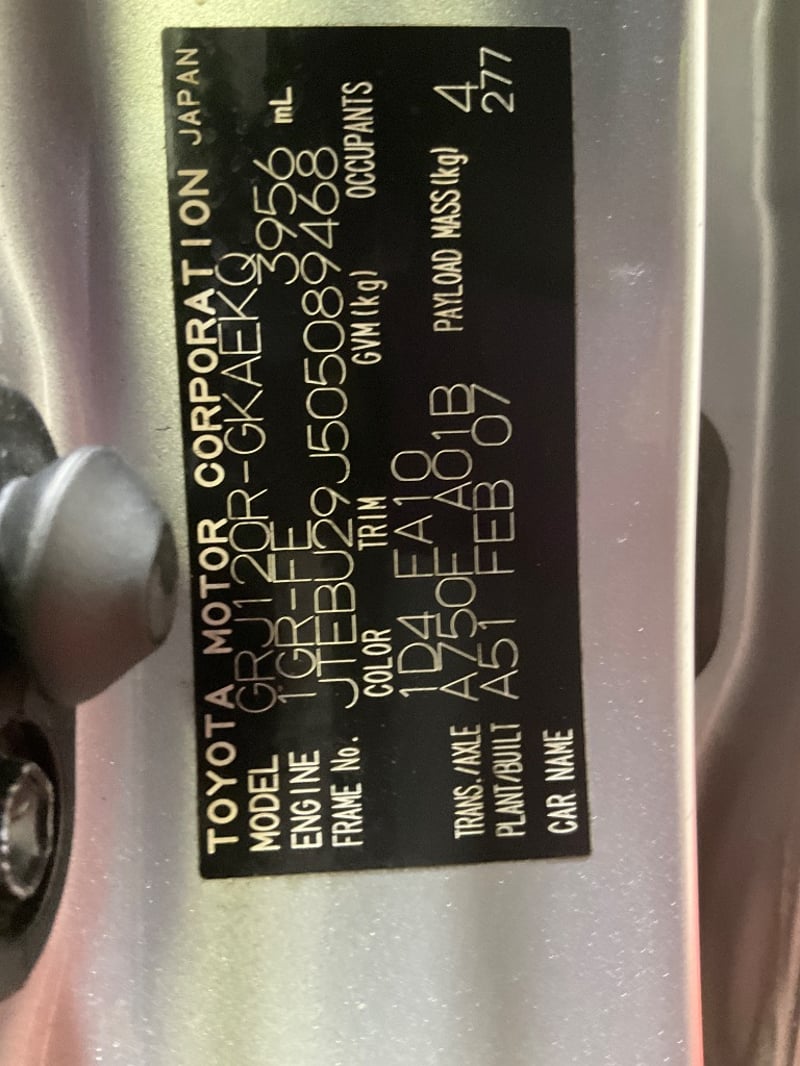 TOYOTA MOTOR CORPORATION JAPAN
MODEL GRJ120R-GKAEKQ
ENGINE 1GR-FE 3956 mL
FRAME No. JTEBU29J505089468
COLOR TRIM GVM(kg) OCCUPANTS
1D4 FA10 4
TRANS./AXLE A750F A01B PAYLOAD MASS(kg) 277
PLANT/BUILT A51 FEB 07
CAR NAME